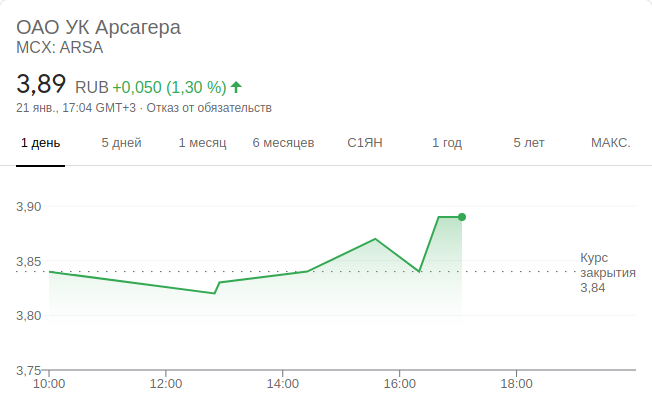 ОАО УК Арсагера
MCX: ARSA
3,89 RUB +0,050 (1,30 %)
21 янв., 17:04 GMT+3 · Отказ от обязательств
1 день 5 дней 1 месяц 6 месяцев С1ЯН 1 год 5 лет МАКС.
3,90
3,85
Курс
закрытия
3,84
3,80
3,75
10:00 12:00 14:00 16:00 18:00